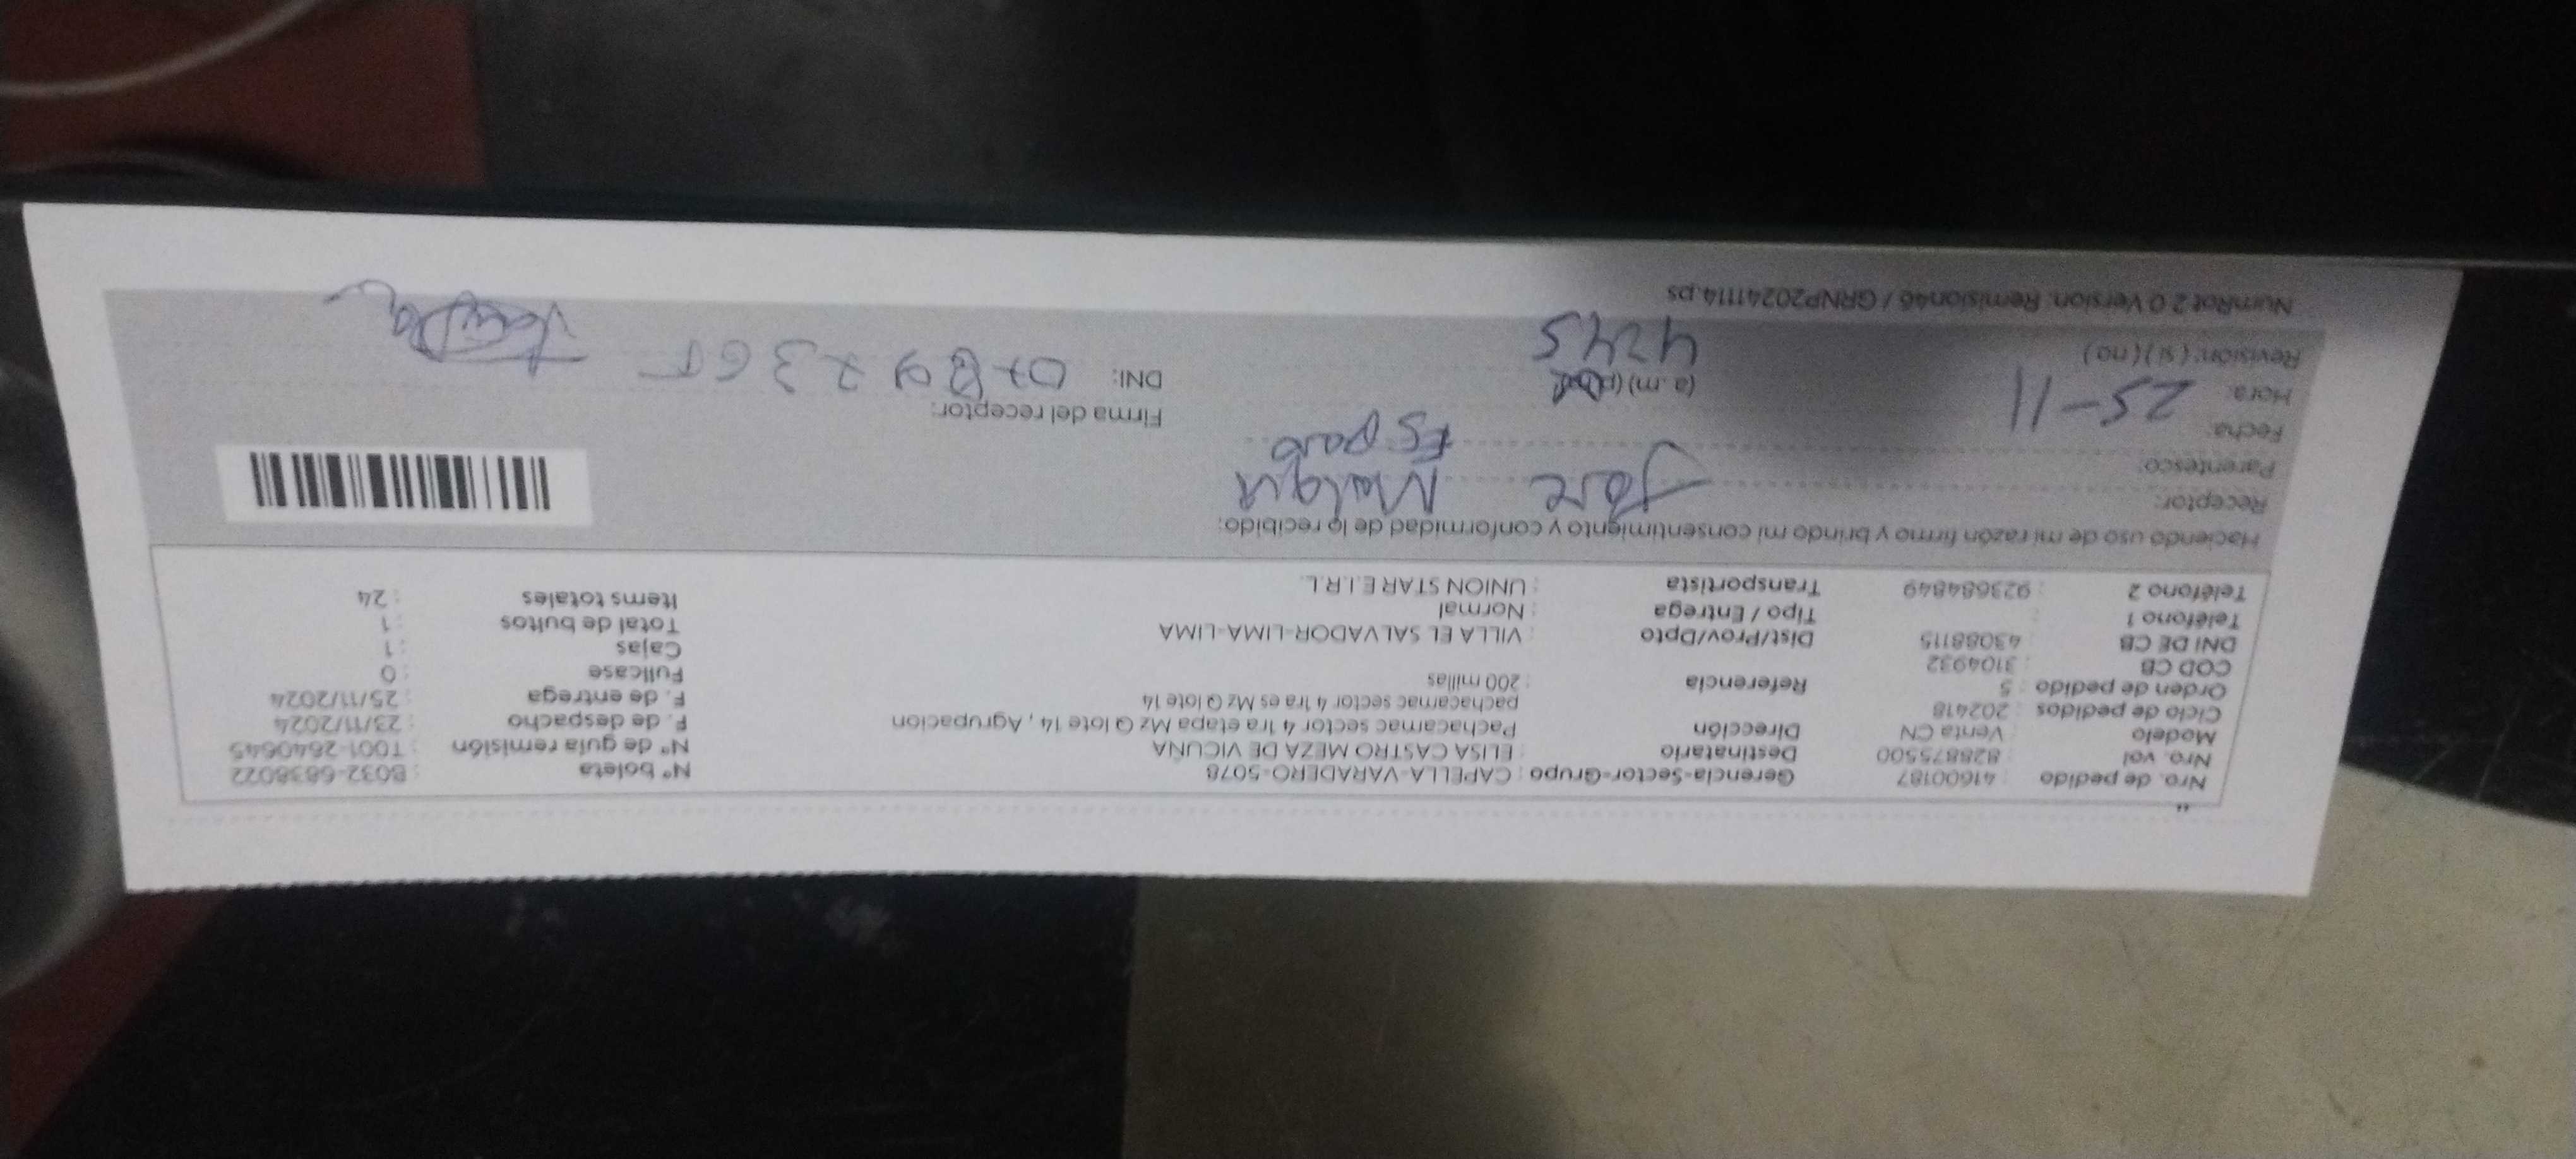 Nro. de pedido : 41600187 Gerencia-Sector-Grupo : CAPELLA-VARADERO-5078 N° boleta : B032-6838022
Nro. vol : 828875500 Destinatario : ELISA CASTRO MEZA DE VICUÑA N° de guía remisión : T001-2640645
Modelo : Venta CN Dirección Pachacamac sector 4 1ra etapa Mz Q lote 14 , Agrupacion F. de despacho : 23/11/2024
Ciclo de pedidos : 202418 pachacamac sector 4 1ra es Mz Q lote 14 F. de entrega : 25/11/2024
Orden de pedido : 5 Referencia : 200 millas Fullcase : 0
COD CB : 3104932 Cajas : 1
DNI DE CB : 43088115 Dist/Prov/Dpto : VILLA EL SALVADOR-LIMA-LIMA Total de bultos : 1
Teléfono 1 : Tipo / Entrega : Normal Items totales : 24
Teléfono 2 : 923684849 Transportista : UNION STAR E.I.R.L.
Haciendo uso de mi razón firmo y brindo mi consentimiento y conformidad de lo recibido:
Receptor: Jose
Parentesco: Esposo
Fecha: 25-11 Firma del receptor:
Hora: (a.m) DNI:
Revisión: ( si ) ( no )
NumRot 2.0 Version. Remision46 / GRNP20241114.ps